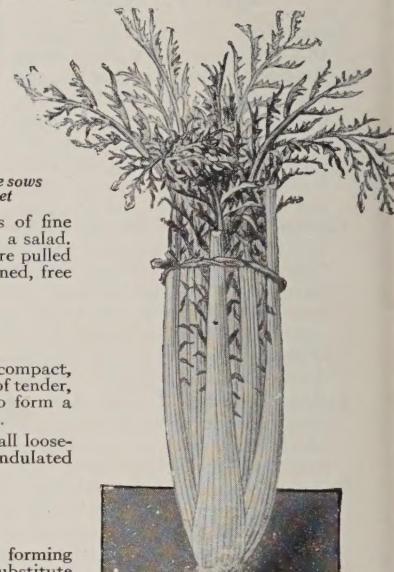 e sows
et
s of fine
a salad.
re pulled
ned, free
compact,
of tender,
o form a
.
all loose-
ndulated
forming
ubstitute